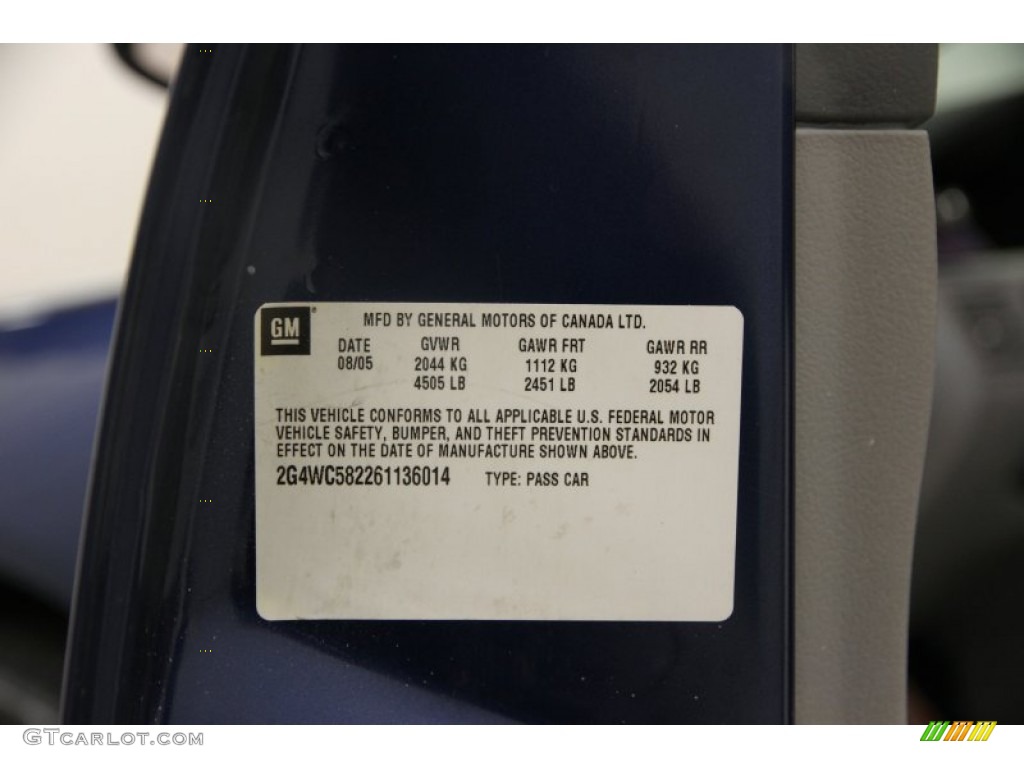 GM
MFD BY GENERAL MOTORS OF CANADA LTD.
DATE GVWR GAWR FRT GAWR RR
08/05 2044 KG 1112 KG 932 KG
4505 LB 2451 LB 2054 LB
THIS VEHICLE CONFORMS TO ALL APPLICABLE U.S. FEDERAL MOTOR
VEHICLE SAFETY, BUMPER, AND THEFT PREVENTION STANDARDS IN
EFFECT ON THE DATE OF MANUFACTURE SHOWN ABOVE.
2G4WC582261136014 TYPE: PASS CAR
GTCarlot.com